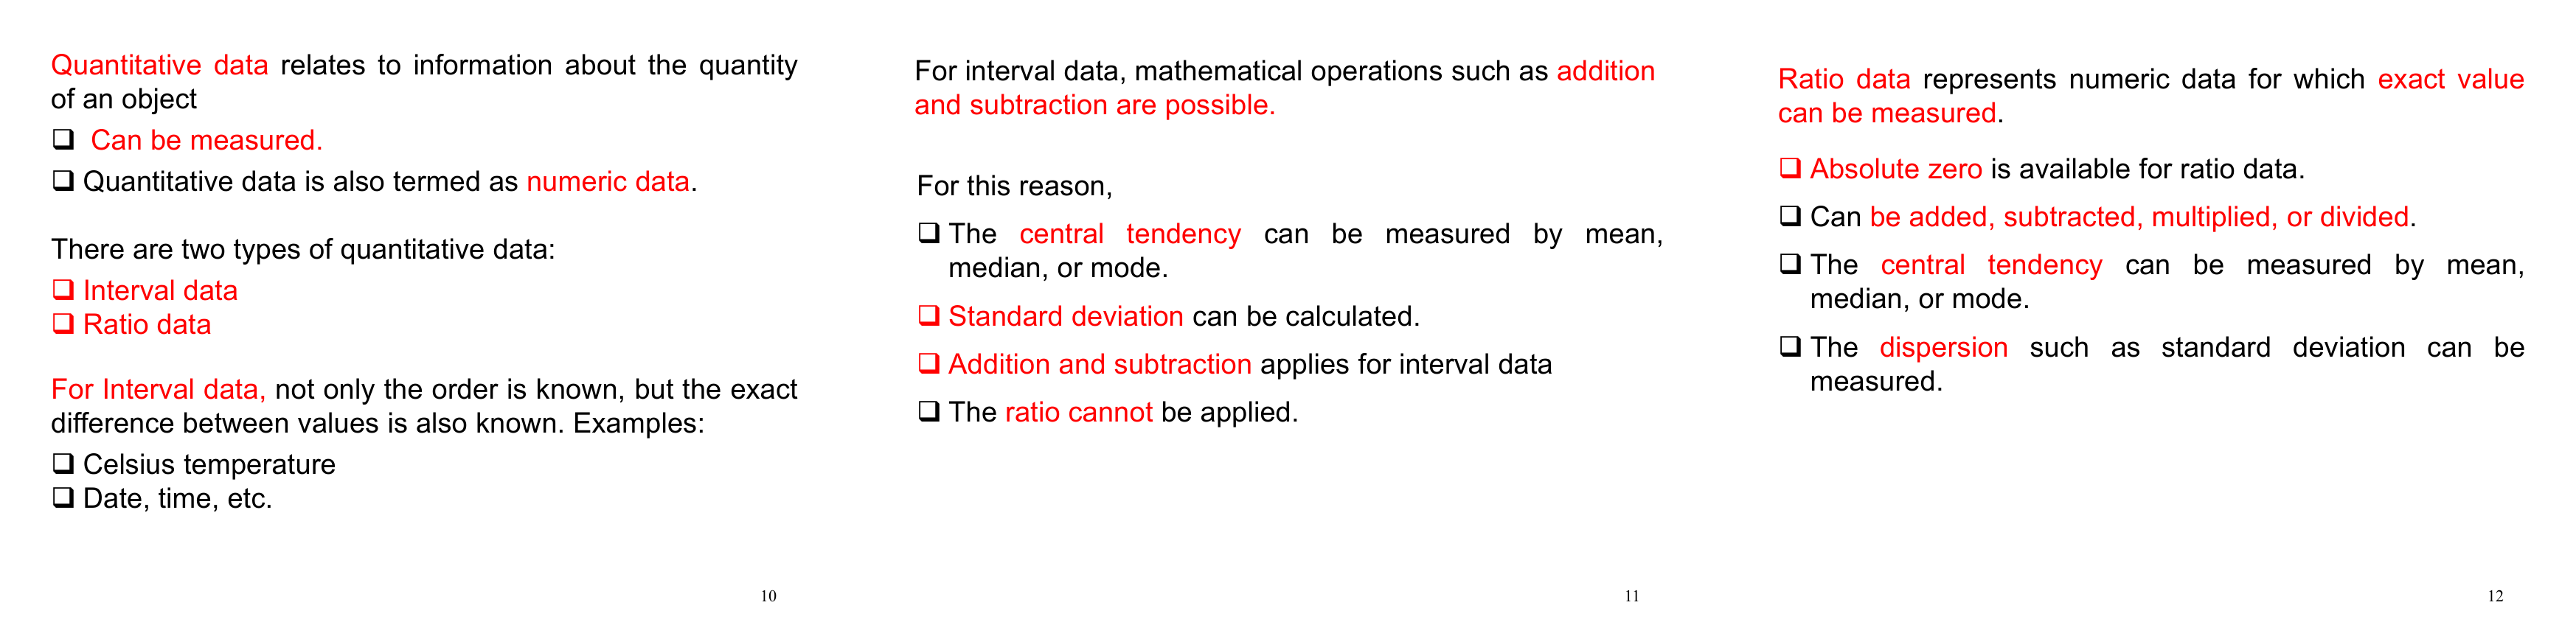 Quantitative data relates to information about the quantity
of an object
❑ Can be measured.
❑ Quantitative data is also termed as numeric data.
There are two types of quantitative data:
❑ Interval data
❑ Ratio data
For Interval data, not only the order is known, but the exact
difference between values is also known. Examples:
❑ Celsius temperature
❑ Date, time, etc.
10
For interval data, mathematical operations such as addition
and subtraction are possible.
For this reason,
❑ The central tendency can be measured by mean,
median, or mode.
❑ Standard deviation can be calculated.
❑ Addition and subtraction applies for interval data
❑ The ratio cannot be applied.
11
Ratio data represents numeric data for which exact value
can be measured.
❑ Absolute zero is available for ratio data.
❑ Can be added, subtracted, multiplied, or divided.
❑ The central tendency can be measured by mean,
median, or mode.
❑ The dispersion such as standard deviation can be
measured.
12